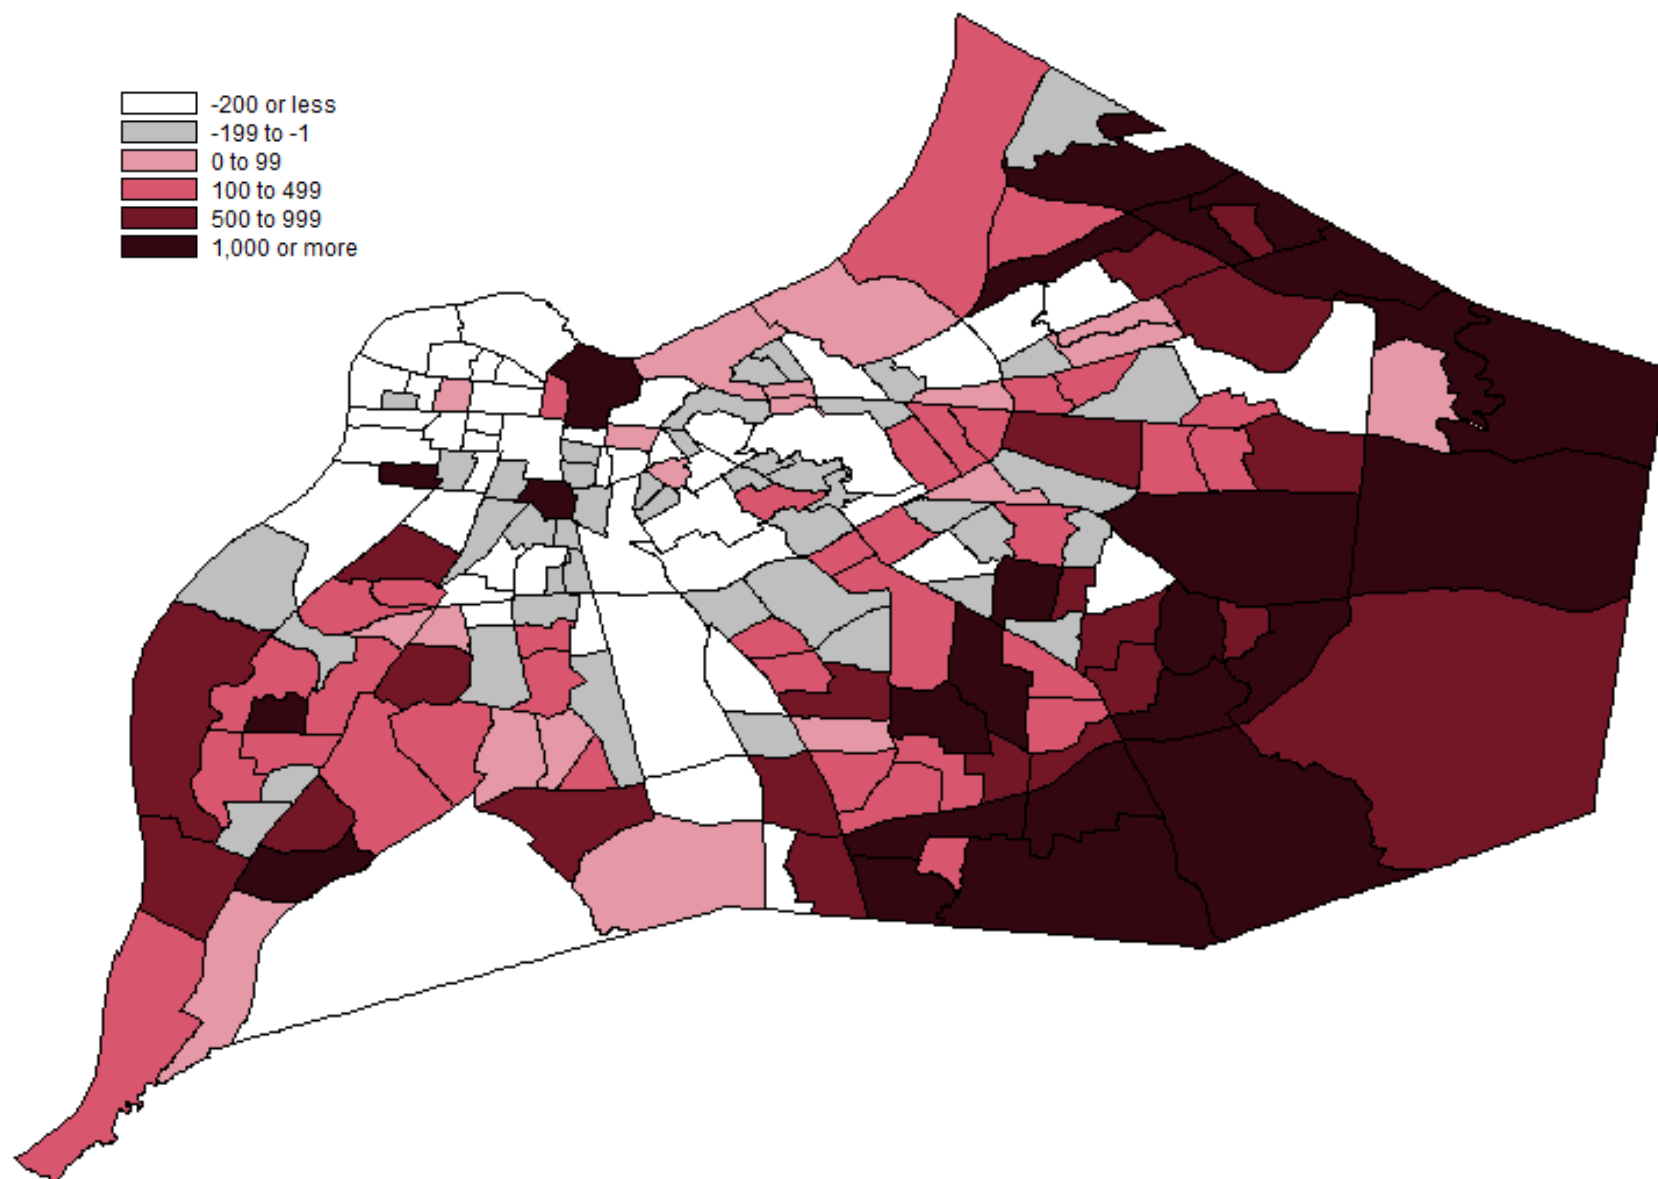 -200 or less
-199 to -1
0 to 99
100 to 499
500 to 999
1,000 or more